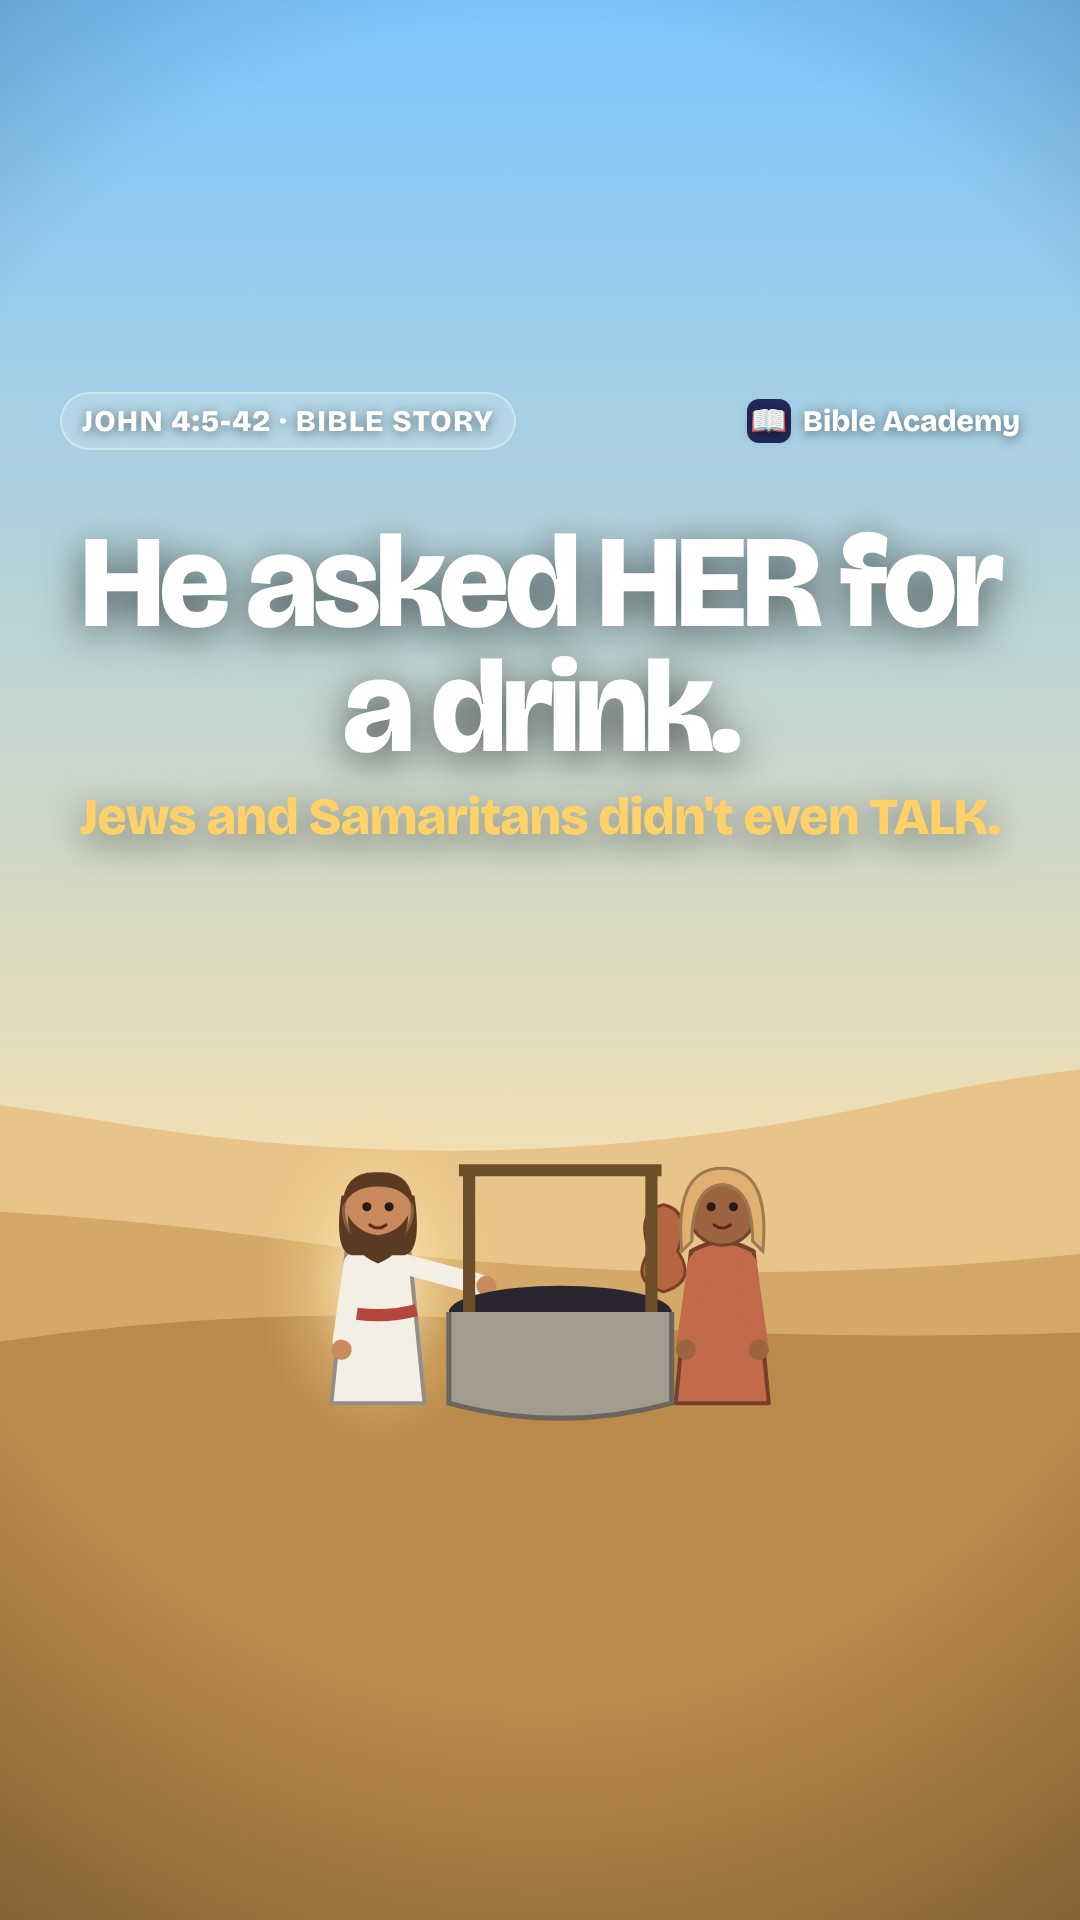 JOHN 4:5-42 · BIBLE STORY
Bible Academy
He asked HER for
a drink.
Jews and Samaritans didn't even TALK.